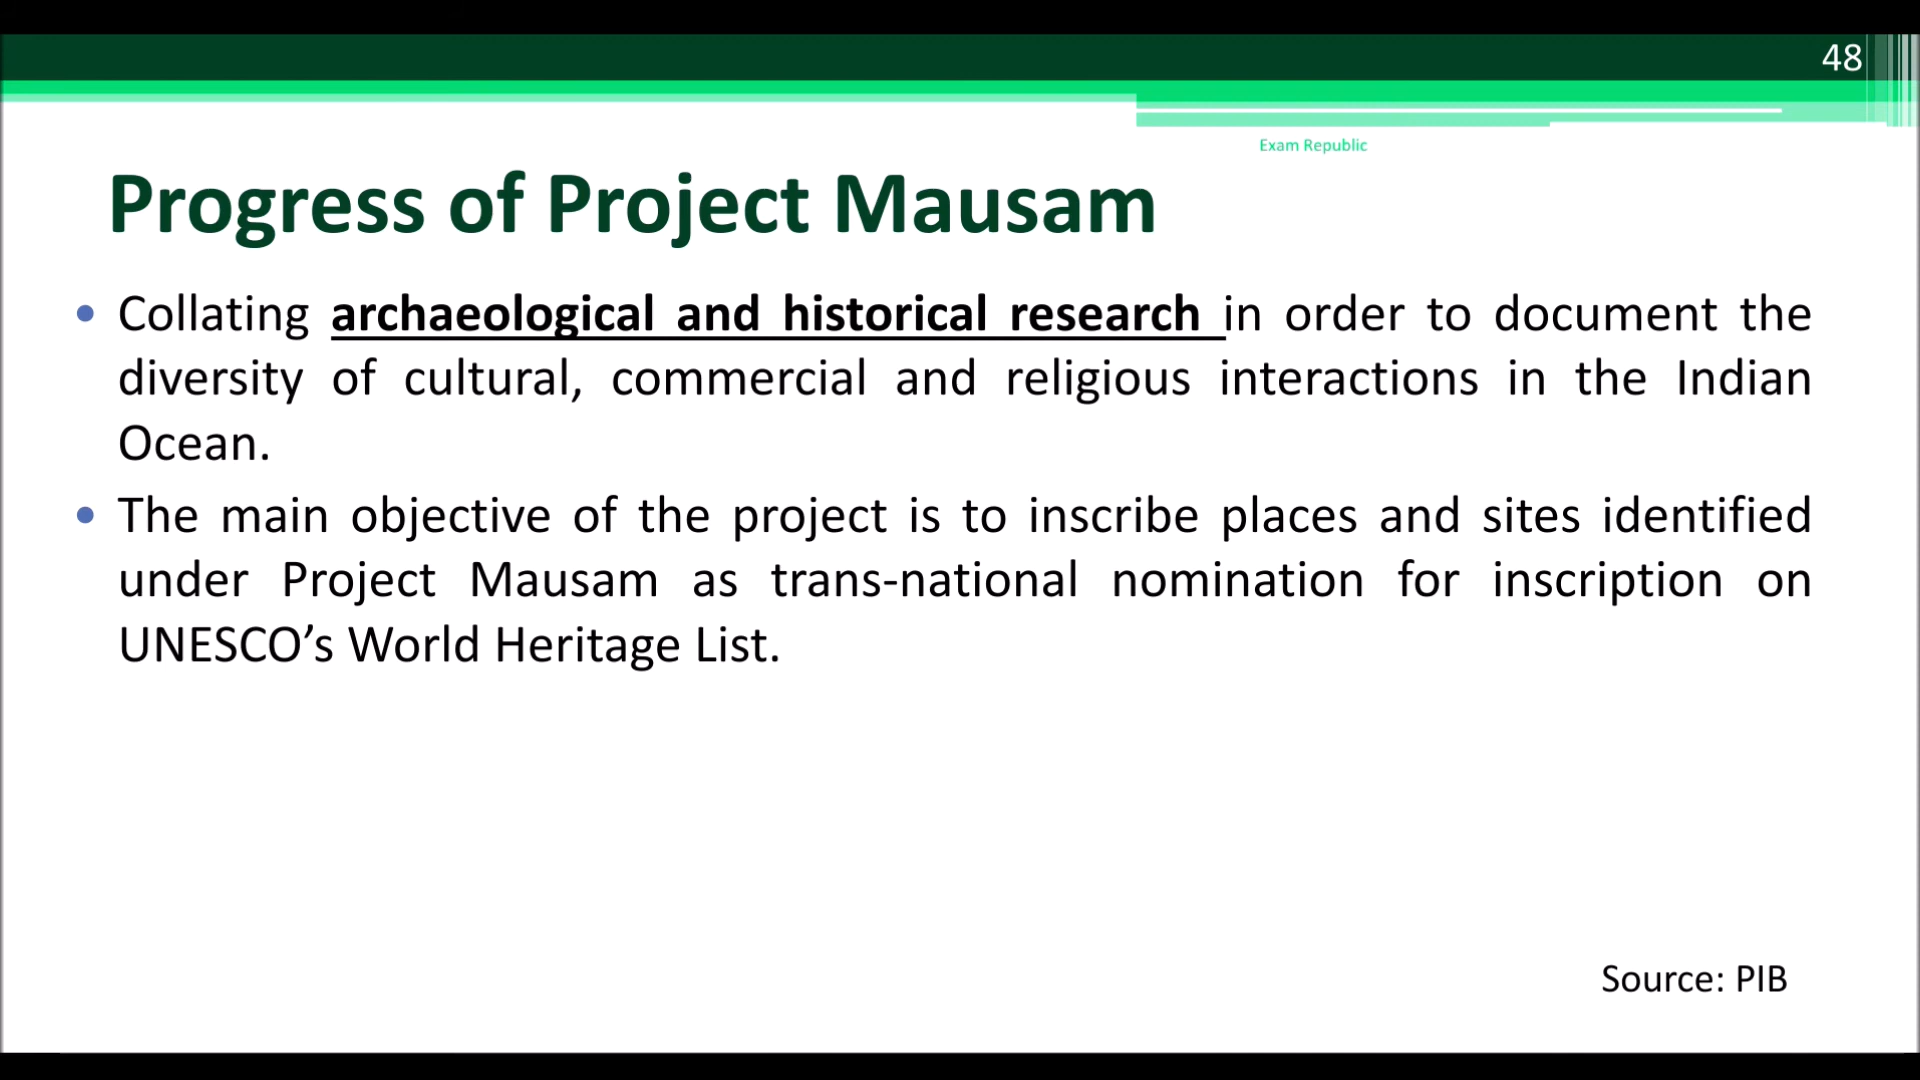 48
Exam Republic
Progress of Project Mausam
• Collating archaeological and historical research in order to document the
diversity of cultural, commercial and religious interactions in the Indian
Ocean.
• The main objective of the project is to inscribe places and sites identified
under Project Mausam as trans-national nomination for inscription on
UNESCO’s World Heritage List.
Source: PIB